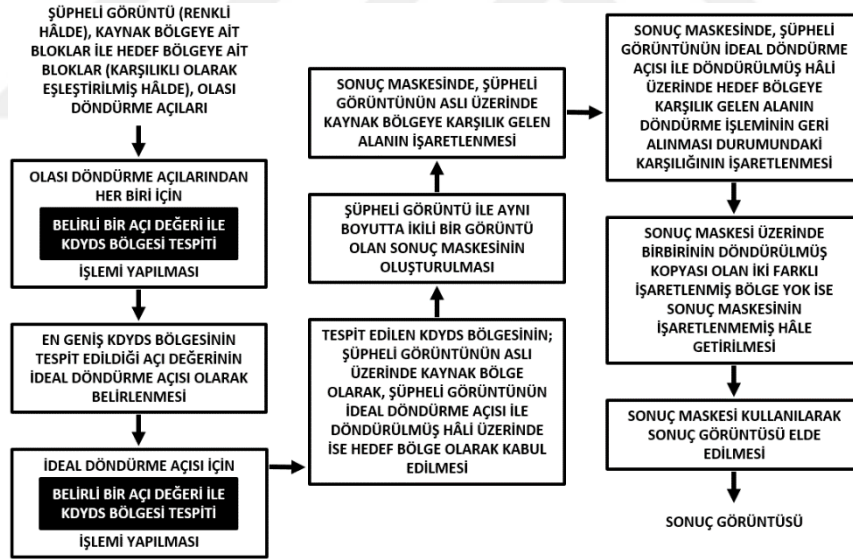 ŞÜPHELİ GÖRÜNTÜ (RENKLİ
HÂLDE), KAYNAK BÖLGEYE AİT
BLOKLAR İLE HEDEF BÖLGEYE AİT
BLOKLAR (KARŞILIKLI OLARAK
EŞLEŞTİRİLMİŞ HÂLDE), OLASI
DÖNDÜRME AÇILARI
OLASI DÖNDÜRME AÇILARINDAN
HER BİRİ İÇİN
BELİRLİ BİR AÇI DEĞERİ İLE
KDYDS BÖLGESİ TESPİTİ
İŞLEMİ YAPILMASI
EN GENİŞ KDYDS BÖLGESİNİN
TESPİT EDİLDİĞİ AÇI DEĞERİNİN
İDEAL DÖNDÜRME AÇISI OLARAK
BELİRLENMESİ
İDEAL DÖNDÜRME AÇISI İÇİN
BELİRLİ BİR AÇI DEĞERİ İLE
KDYDS BÖLGESİ TESPİTİ
İŞLEMİ YAPILMASI
TESPİT EDİLEN KDYDS BÖLGESİNİN;
ŞÜPHELİ GÖRÜNTÜNÜN ASLI
ÜZERİNDE KAYNAK BÖLGE
OLARAK, ŞÜPHELİ GÖRÜNTÜNÜN
İDEAL DÖNDÜRME AÇISI İLE
DÖNDÜRÜLMÜŞ HÂLİ ÜZERİNDE
İSE HEDEF BÖLGE OLARAK KABUL
EDİLMESİ
ŞÜPHELİ GÖRÜNTÜ İLE AYNI
BOYUTTA İKİLİ BİR GÖRÜNTÜ
OLAN SONUÇ MASKESİNİN
OLUŞTURULMASI
SONUÇ MASKESİNDE, ŞÜPHELİ
GÖRÜNTÜNÜN ASLI ÜZERİNDE
KAYNAK BÖLGEYE KARŞILIK GELEN
ALANIN İŞARETLENMESİ
SONUÇ MASKESİNDE, ŞÜPHELİ
GÖRÜNTÜNÜN İDEAL DÖNDÜRME
AÇISI İLE DÖNDÜRÜLMÜŞ HÂLİ
ÜZERİNDE HEDEF BÖLGEYE
KARŞILIK GELEN ALANIN
DÖNDÜRME İŞLEMİNİN GERİ
ALINMASI DURUMUNDAKİ
KARŞILIĞININ İŞARETLENMESİ
SONUÇ MASKESİ ÜZERİNDE
BİRBİRİNİN DÖNDÜRÜLMÜŞ
KOPYASI OLAN İKİ FARKLI
İŞARETLENMİŞ BÖLGE YOK İSE
SONUÇ MASKESİNİN
İŞARETLENMEMİŞ HÂLE
GETİRİLMESİ
SONUÇ MASKESİ KULLANILARAK
SONUÇ GÖRÜNTÜSÜ ELDE
EDİLMESİ
SONUÇ GÖRÜNTÜSÜ